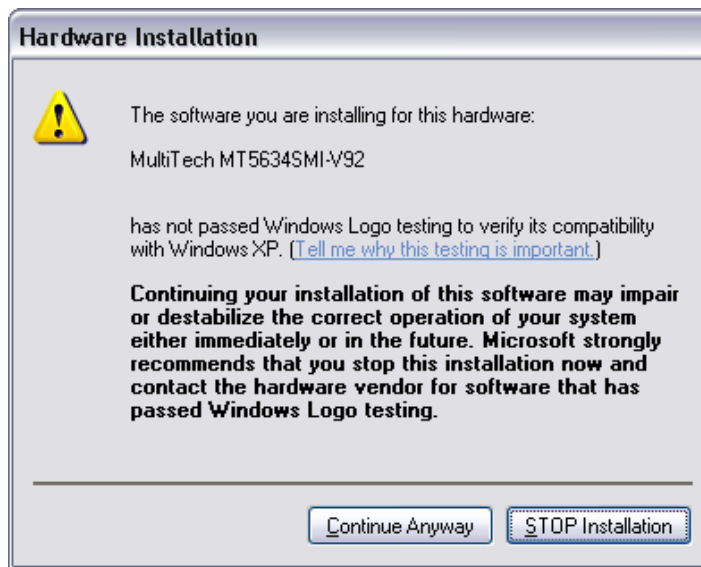 Hardware Installation
The software you are installing for this hardware:
MultiTech MT5634SMI-V92
has not passed Windows Logo testing to verify its compatibility
with Windows XP. (Tell me why this testing is important.)
Continuing your installation of this software may impair
or destabilize the correct operation of your system
either immediately or in the future. Microsoft strongly
recommends that you stop this installation now and
contact the hardware vendor for software that has
passed Windows Logo testing.
Continue Anyway
STOP Installation